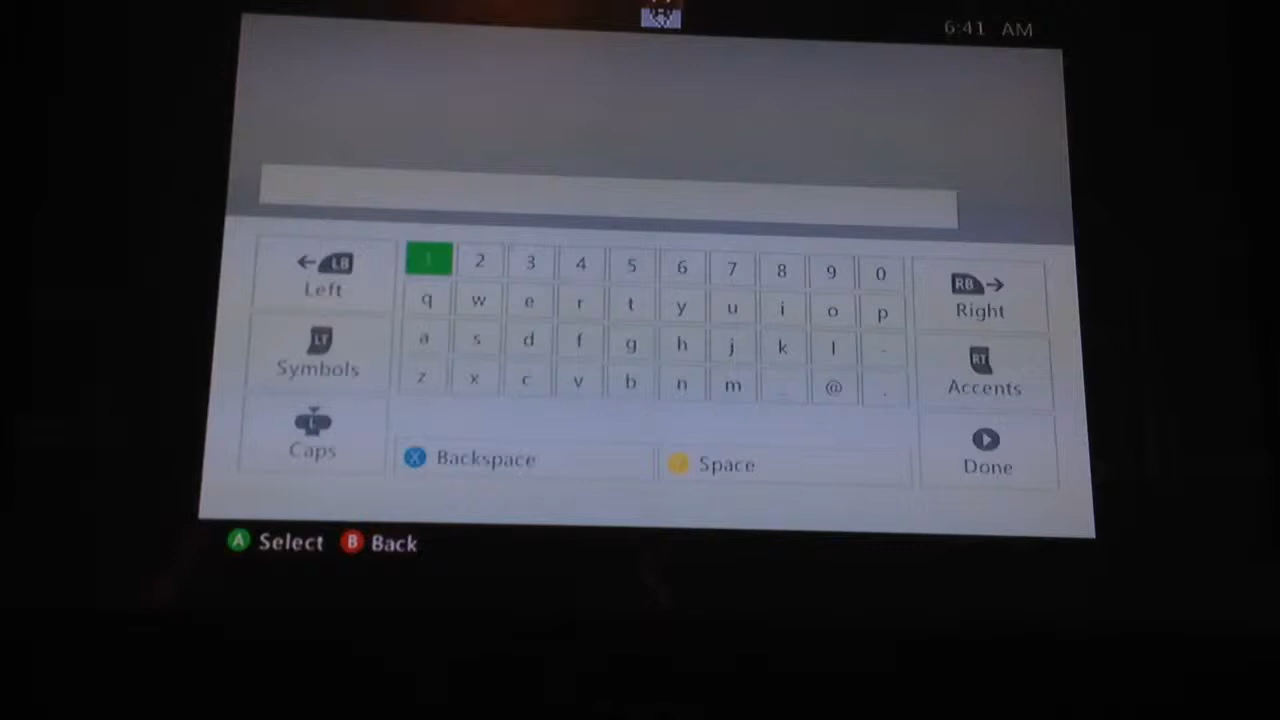 6:41 AM
LB
Left
1 2 3 4 5 6 7 8 9 0
RB
Right
q w e r t y u i o p
LT
Symbols
a s d f g h j k l -
RT
Accents
z x c v b n m _ @ .
L
Caps
X Backspace
Y Space
Done
A Select B Back